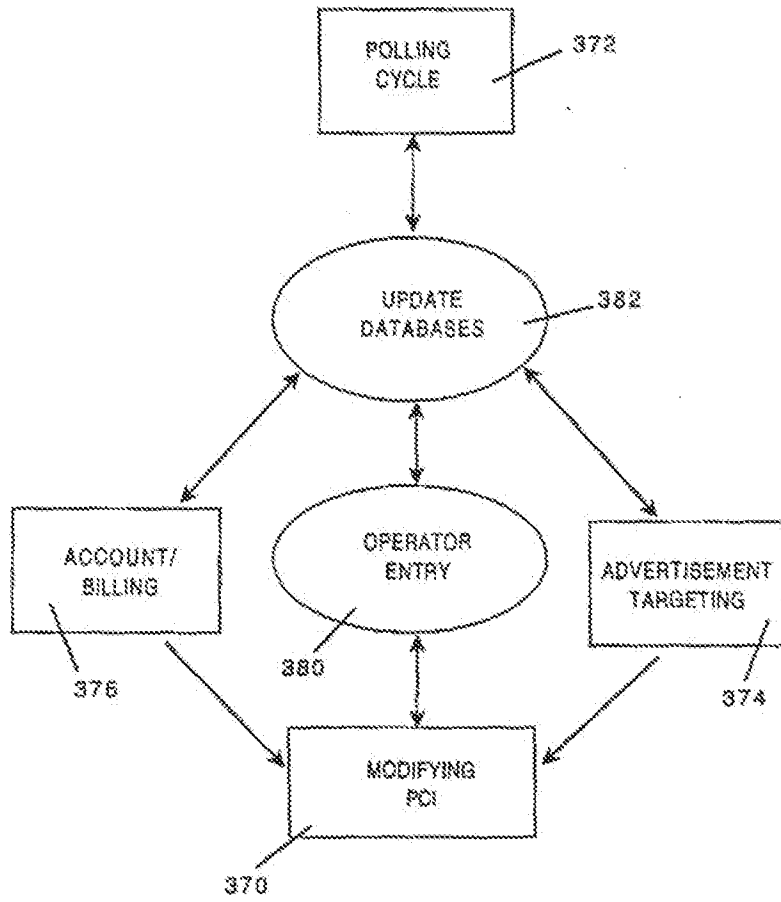 POLLING
CYCLE
372
UPDATE
DATABASES
382
ACCOUNT/
BILLING
376
OPERATOR
ENTRY
380
ADVERTISEMENT
TARGETING
374
MODIFYING
PCI
370